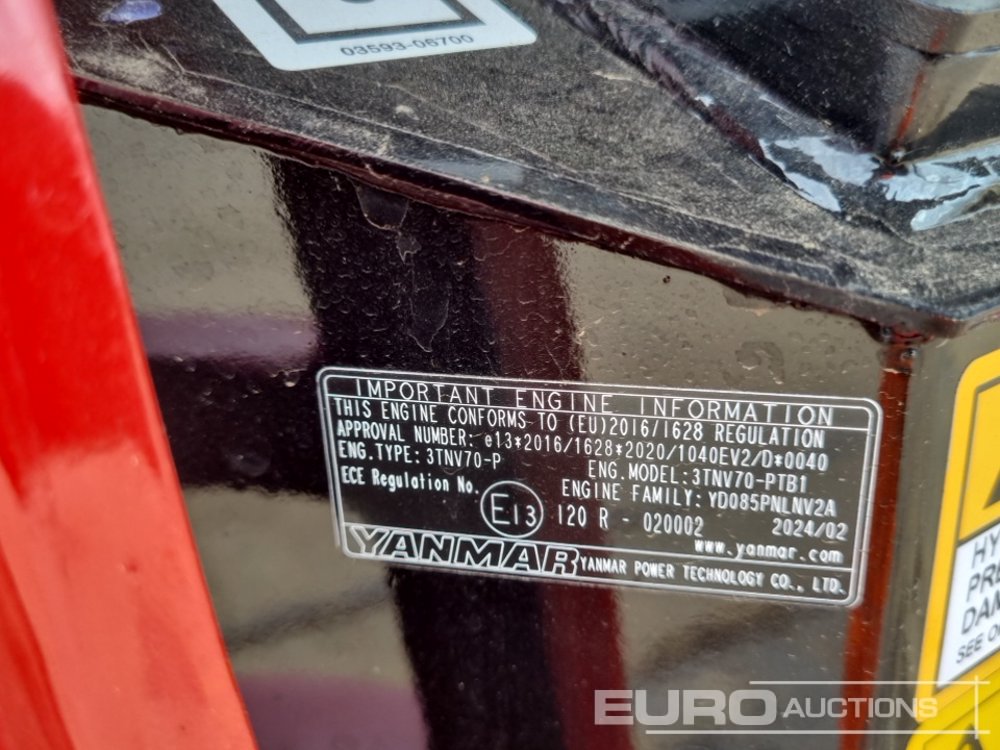 03593-06700
IMPORTANT ENGINE INFORMATION
THIS ENGINE CONFORMS TO (EU)2016/1628 REGULATION
APPROVAL NUMBER: e13*2016/1628*2020/1040EV2/D*0040
ENG.TYPE: 3TNV70-P ENG.MODEL: 3TNV70-PTB1
ECE Regulation No. ENGINE FAMILY: YD085PNLNV2A
E13 120 R - 020002 2024/02
www.yanmar.com
YANMAR YANMAR POWER TECHNOLOGY CO., LTD.
SEE
EURO AUCTIONS